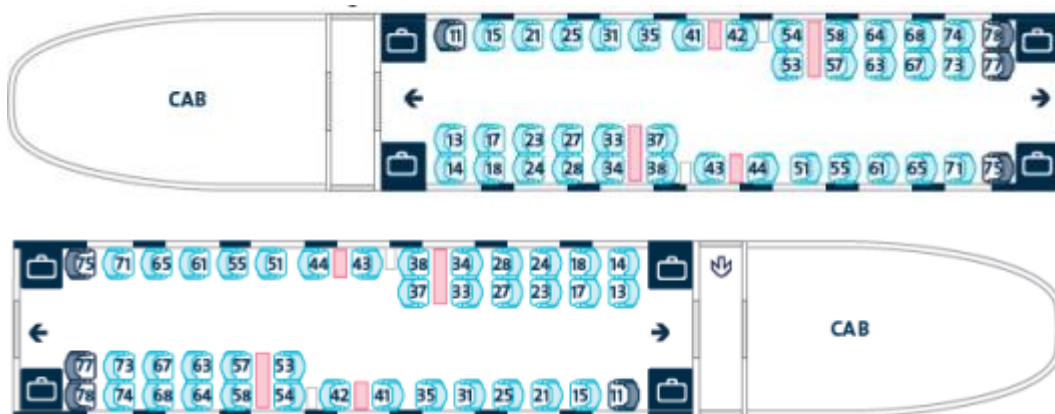 11 15 21 25 31 35 41 42 54 58 64 68 74 78
53 57 63 67 73 77
CAB
13 17 23 27 33 37
14 18 24 28 34 38 43 44 51 55 61 65 71 75
75 71 65 61 55 51 44 43 38 34 28 24 18 14
37 33 27 23 17 13
CAB
77 73 67 63 57 53
78 74 68 64 58 54 42 41 35 31 25 21 15 11